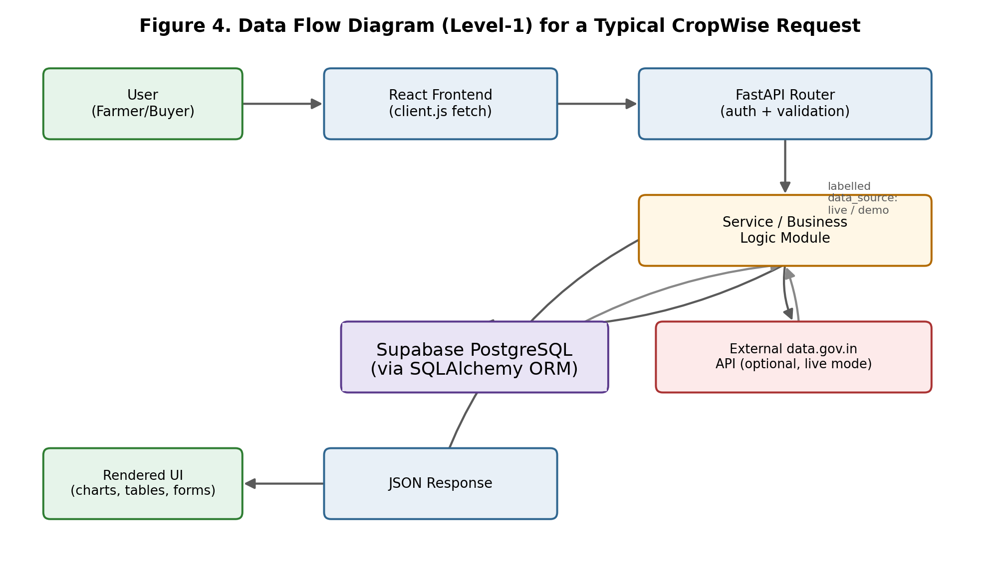 Figure 4. Data Flow Diagram (Level-1) for a Typical CropWise Request
User
(Farmer/Buyer)
React Frontend
(client.js fetch)
FastAPI Router
(auth + validation)
labelled
data_source:
live / demo
Service / Business
Logic Module
Supabase PostgreSQL
(via SQLAlchemy ORM)
External data.gov.in
API (optional, live mode)
Rendered UI
(charts, tables, forms)
JSON Response